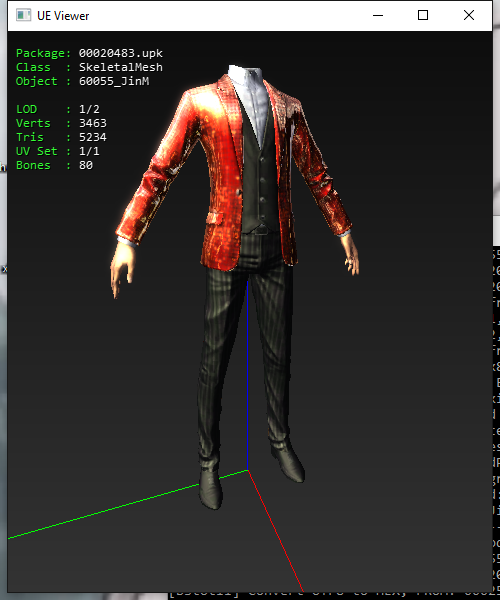 UE Viewer
Package: 00020483.upk
Class : SkeletalMesh
Object : 60055_JinM
LOD : 1/2
Verts : 3463
Tris : 5234
UV Set : 1/1
Bones : 80